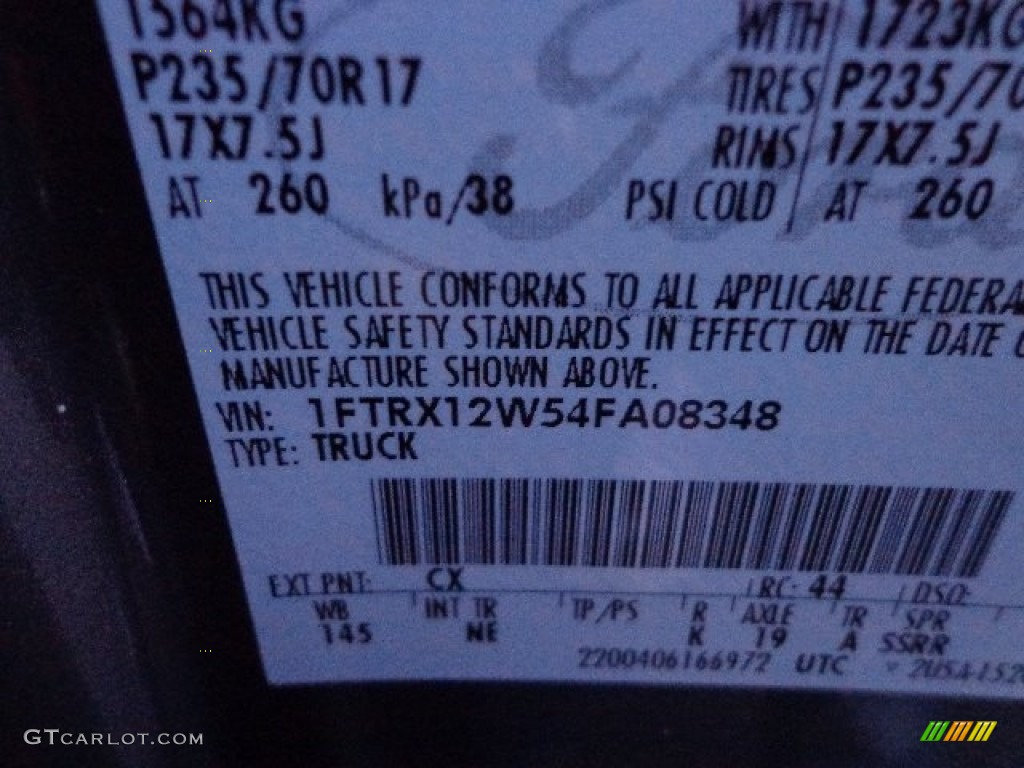 1564KG WITH 1723KG
P235/70R17 TIRES P235/70
17X7.5J RIMS 17X7.5J
AT 260 kPa/38 PSI COLD AT 260
THIS VEHICLE CONFORMS TO ALL APPLICABLE FEDERA
VEHICLE SAFETY STANDARDS IN EFFECT ON THE DATE
MANUFACTURE SHOWN ABOVE.
VIN: 1FTRX12W54FA08348
TYPE: TRUCK
EXT PNT: CX RC: 44 DSO:
WB INT TR TP/PS R AXLE TR SPR
145 NE K 19 A SSRR
2200406166972 UTC
GTCARLOT.COM